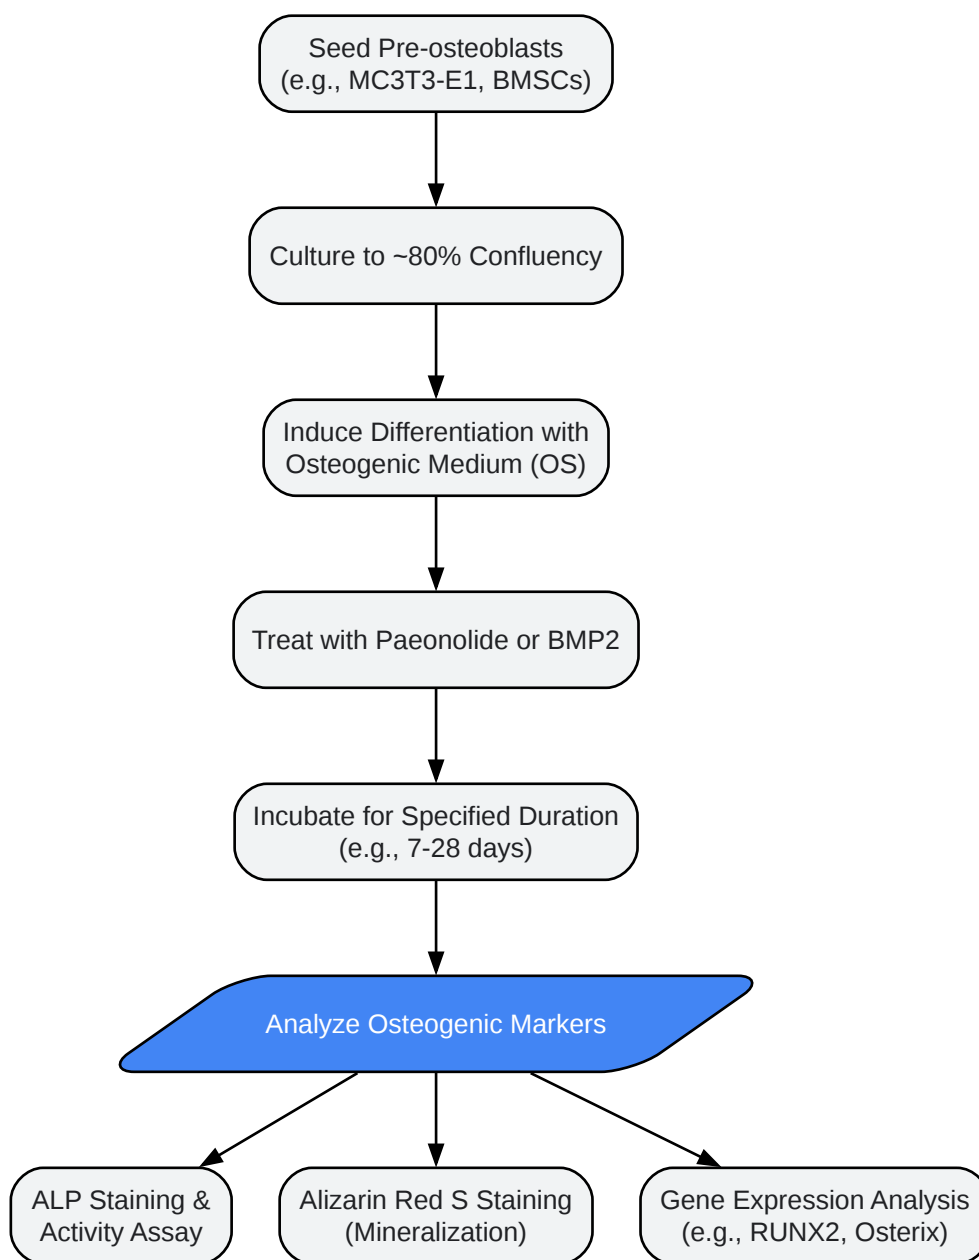 Seed Pre-osteoblasts
(e.g., MC3T3-E1, BMSCs)
Culture to ~80% Confluency
Induce Differentiation with
Osteogenic Medium (OS)
Treat with Paeonolide or BMP2
Incubate for Specified Duration
(e.g., 7-28 days)
Analyze Osteogenic Markers
ALP Staining &
Activity Assay
Alizarin Red S Staining
(Mineralization)
Gene Expression Analysis
(e.g., RUNX2, Osterix)